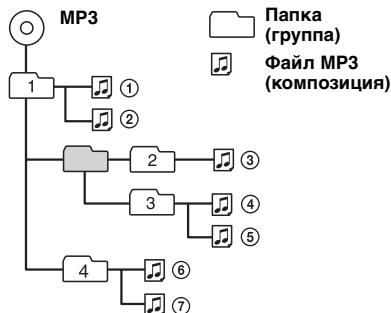 MP3
Папка
(группа)
Файл MP3
(композиция)
1
①
②
2
③
3
④
⑤
4
⑥
⑦